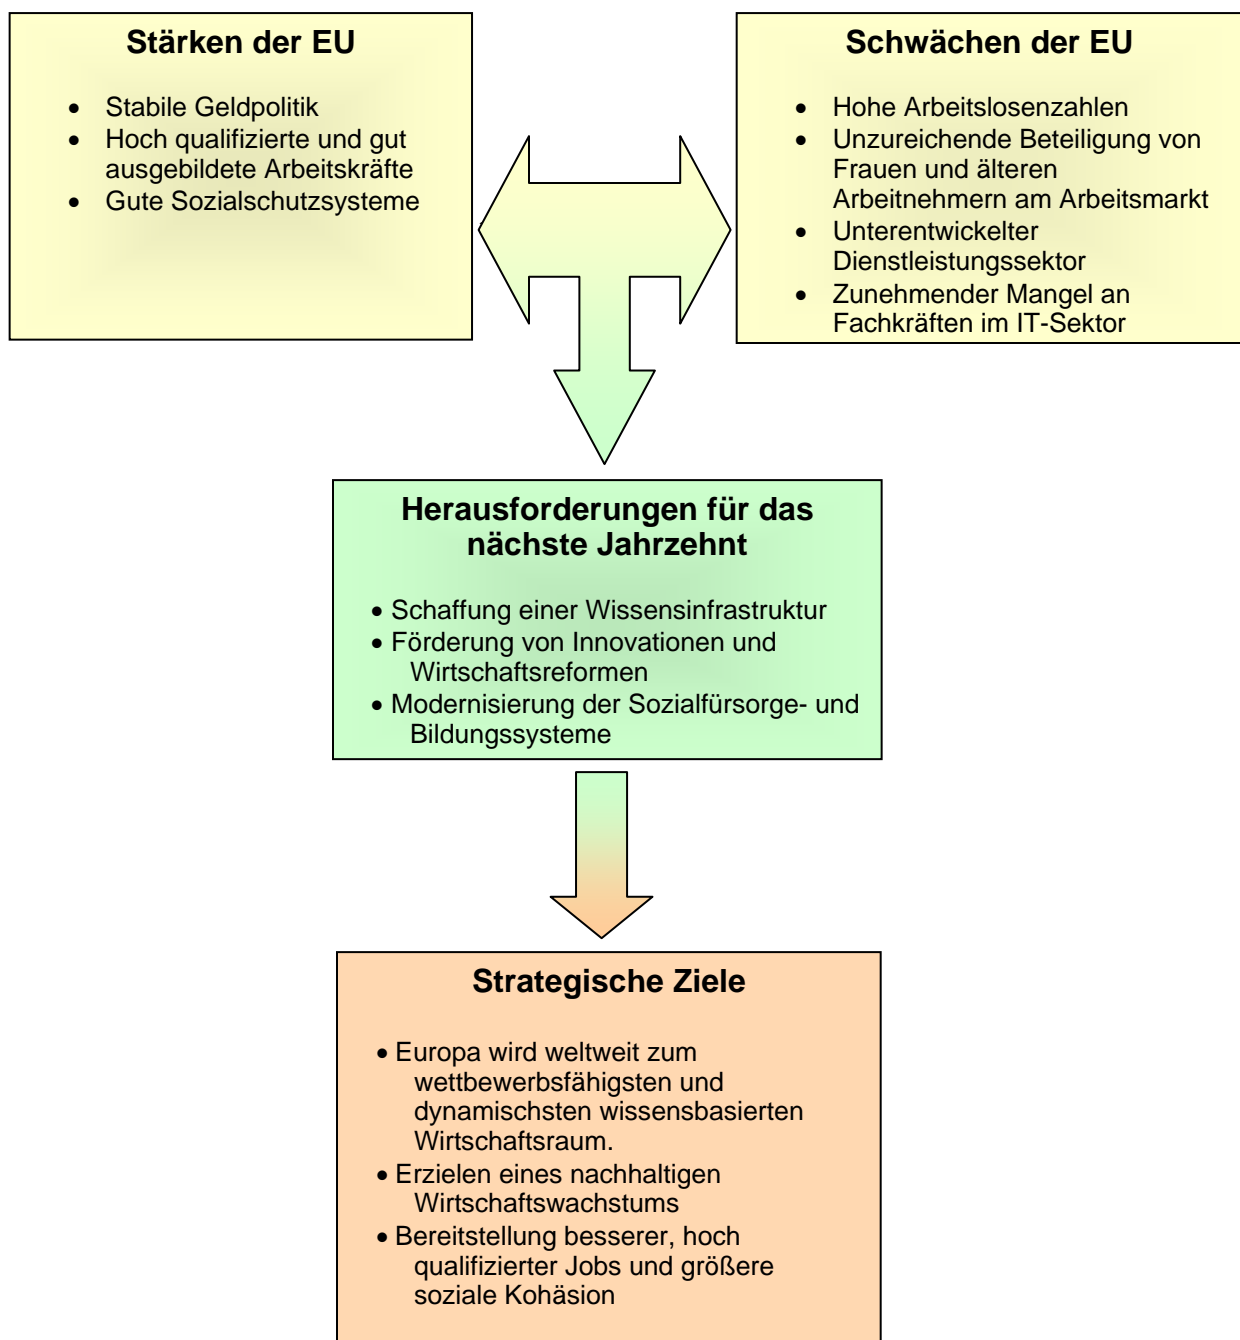 Stärken der EU
• Stabile Geldpolitik
• Hoch qualifizierte und gut
ausgebildete Arbeitskräfte
• Gute Sozialschutzsysteme
Schwächen der EU
• Hohe Arbeitslosenzahlen
• Unzureichende Beteiligung von
Frauen und älteren
Arbeitnehmern am Arbeitsmarkt
• Unterentwickelter
Dienstleistungssektor
• Zunehmender Mangel an
Fachkräften im IT-Sektor
Herausforderungen für das
nächste Jahrzehnt
• Schaffung einer Wissensinfrastruktur
• Förderung von Innovationen und
Wirtschaftsreformen
• Modernisierung der Sozialfürsorge- und
Bildungssysteme
Strategische Ziele
• Europa wird weltweit zum
wettbewerbsfähigsten und
dynamischsten wissensbasierten
Wirtschaftsraum.
• Erzielen eines nachhaltigen
Wirtschaftswachstums
• Bereitstellung besserer, hoch
qualifizierter Jobs und größere
soziale Kohäsion